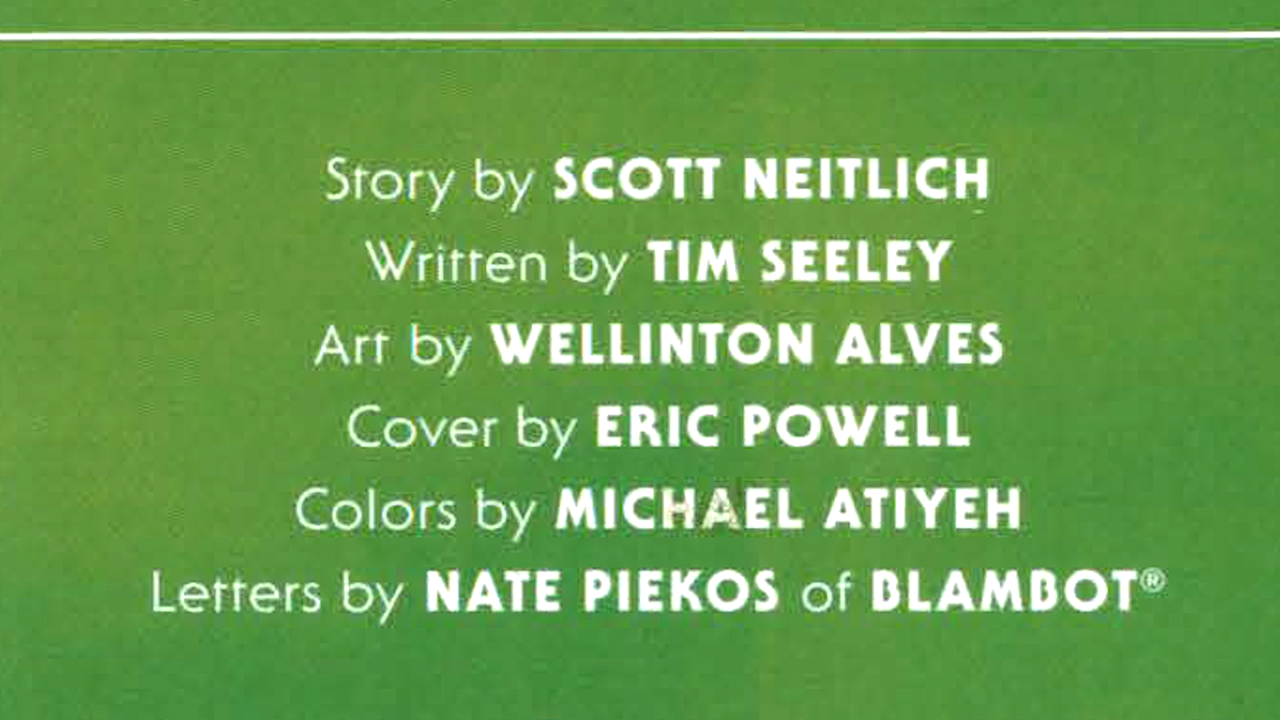 Story by SCOTT NEITLICH
Written by TIM SEELEY
Art by WELLINTON ALVES
Cover by ERIC POWELL
Colors by MICHAEL ATIYEH
Letters by NATE PIEKOS of BLAMBOT®